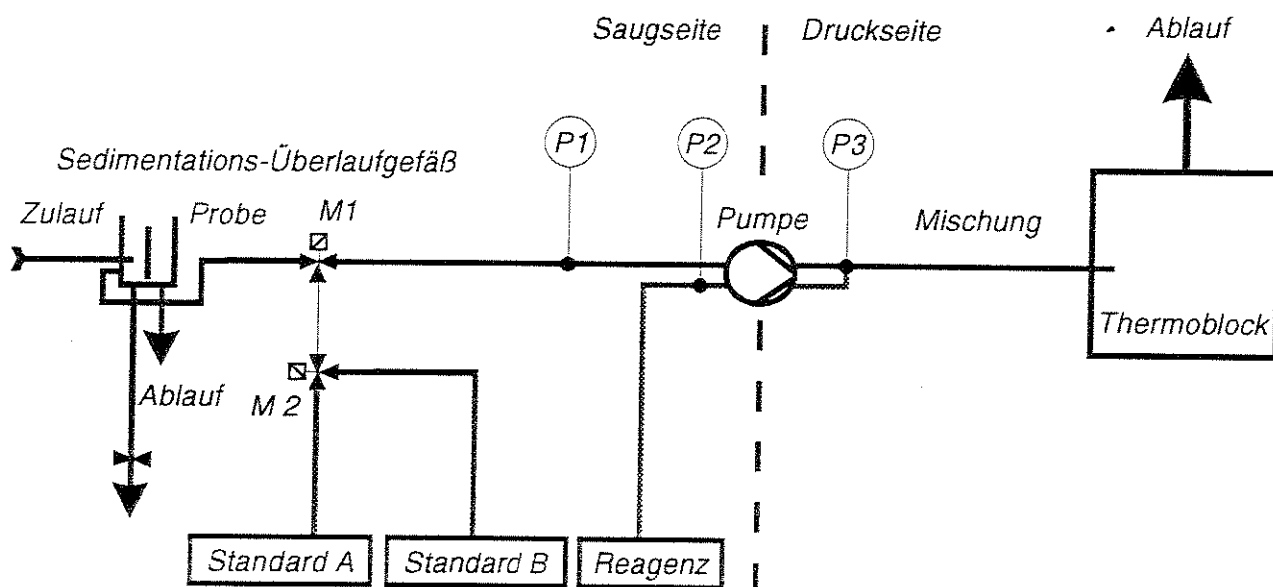 Saugseite
Druckseite
Ablauf
P1
P2
P3
Sedimentations-Überlaufgefäß
Zulauf
Probe
M1
Pumpe
Mischung
Thermoblock
Ablauf
M 2
Standard A
Standard B
Reagenz